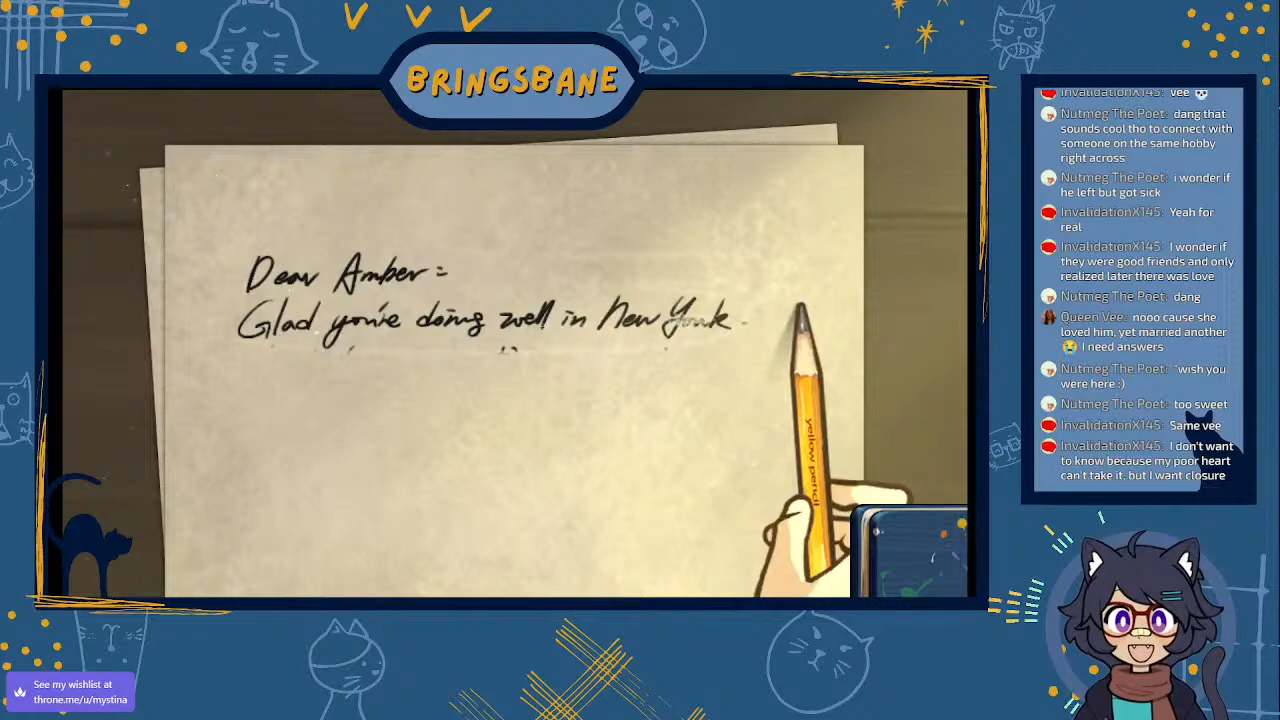 BRINGSBANE
Dear Amber:
Glad you're doing well in New York.
yellow pencil
InvalidationX145: vee 💀
Nutmeg The Poet: dang that
sounds cool tho to connect with
someone on the same hobby
right across
Nutmeg The Poet: i wonder if
he left but got sick
InvalidationX145: Yeah for
real
InvalidationX145: I wonder if
they were good friends and only
realized later there was love
Nutmeg The Poet: dang
Queen Vee: nooo cause she
loved him, yet married another
😭 I need answers
Nutmeg The Poet: "wish you
were here :)
Nutmeg The Poet: too sweet
InvalidationX145: Same vee
InvalidationX145: I don't want
to know because my poor heart
can't take it. but I want closure
See my wishlist at
throne.me/u/mystina